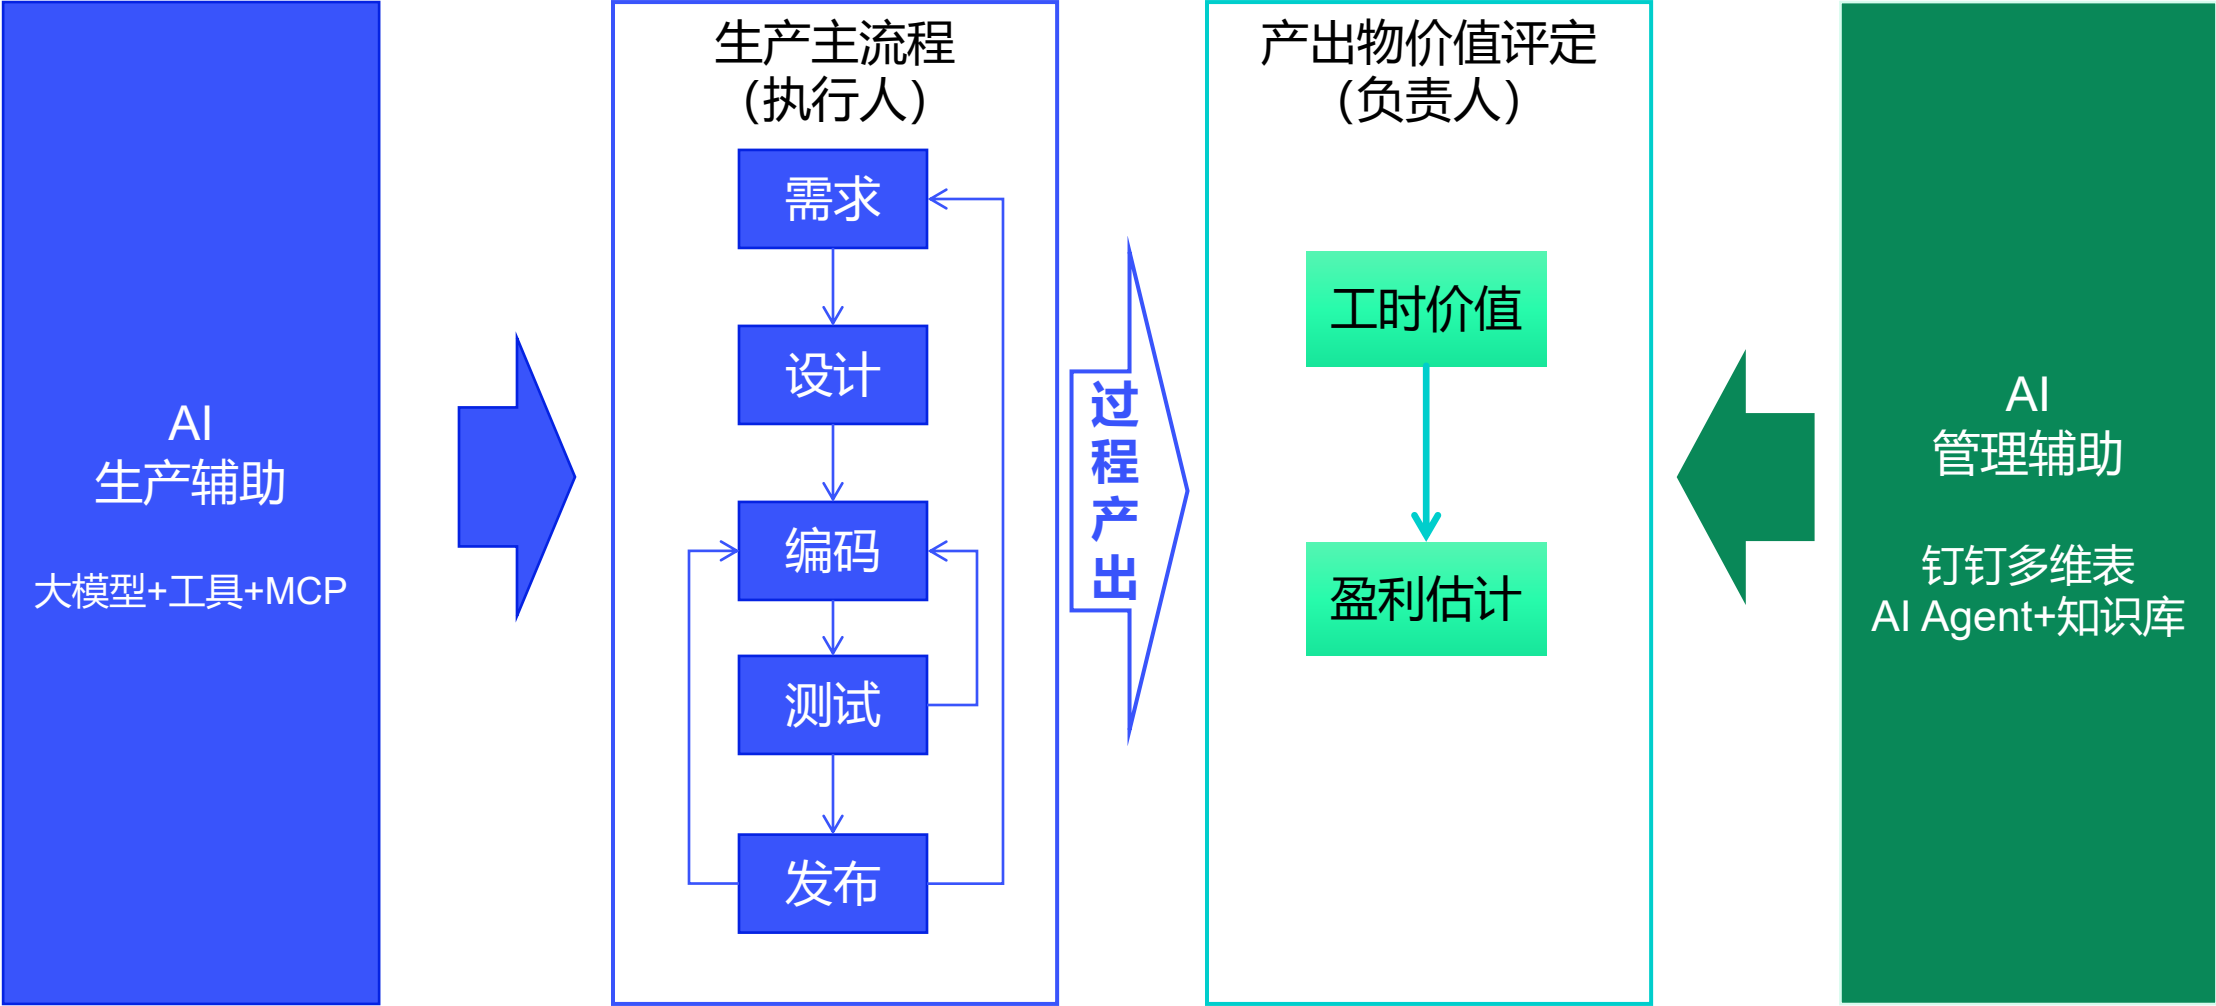 AI
生产辅助
大模型+工具+MCP
生产主流程
（执行人）
需求
设计
编码
测试
发布
过
程
产
出
产出物价值评定
（负责人）
工时价值
盈利估计
AI
管理辅助
钉钉多维表
AI Agent+知识库